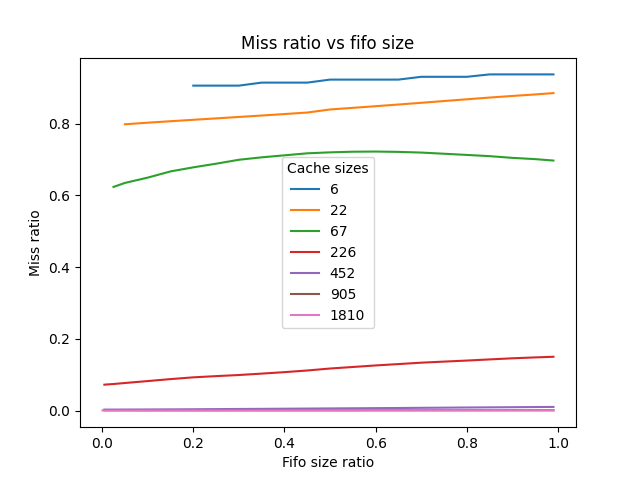 Miss ratio vs fifo size
Miss ratio
0.8
0.6
0.4
0.2
0.0
Cache sizes
6
22
67
226
452
905
1810
0.0 0.2 0.4 0.6 0.8 1.0
Fifo size ratio